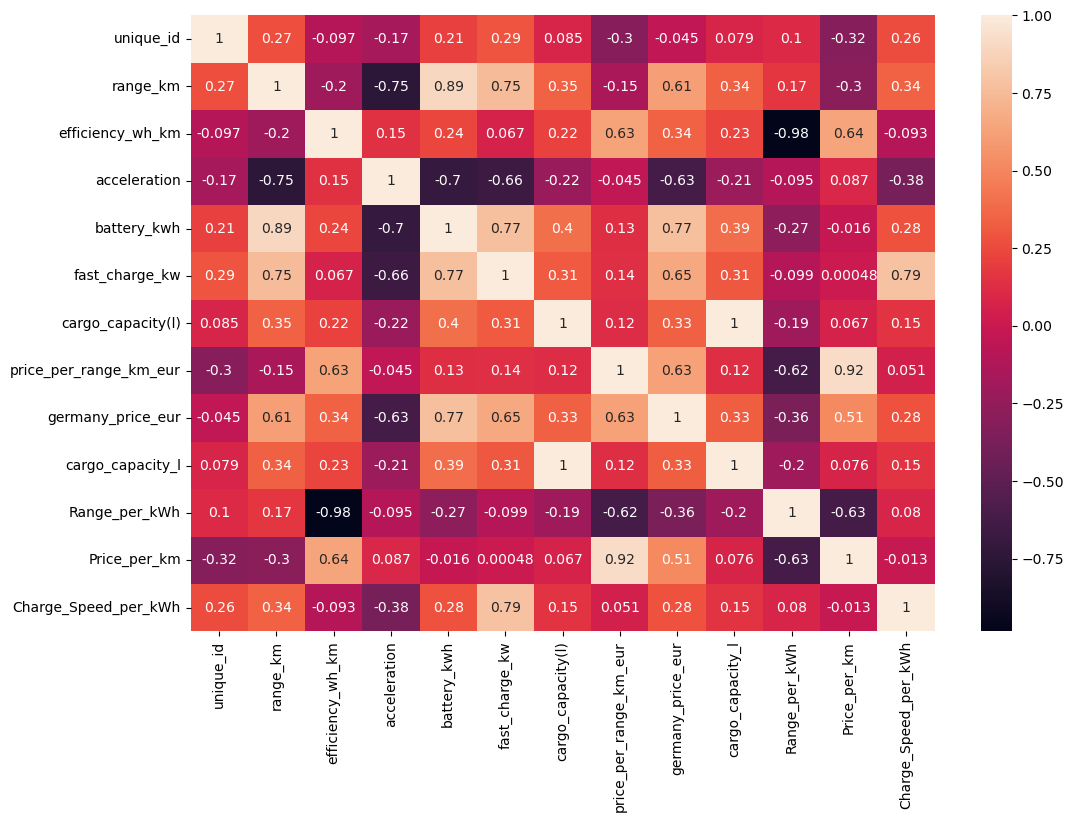 unique_id 1 0.27 -0.097 -0.17 0.21 0.29 0.085 -0.3 -0.045 0.079 0.1 -0.32 0.26
range_km 0.27 1 -0.2 -0.75 0.89 0.75 0.35 -0.15 0.61 0.34 0.17 -0.3 0.34
efficiency_wh_km -0.097 -0.2 1 0.15 0.24 0.067 0.22 0.63 0.34 0.23 -0.98 0.64 -0.093
acceleration -0.17 -0.75 0.15 1 -0.7 -0.66 -0.22 -0.045 -0.63 -0.21 -0.095 0.087 -0.38
battery_kwh 0.21 0.89 0.24 -0.7 1 0.77 0.4 0.13 0.77 0.39 -0.27 -0.016 0.28
fast_charge_kw 0.29 0.75 0.067 -0.66 0.77 1 0.31 0.14 0.65 0.31 -0.099 0.00048 0.79
cargo_capacity(l) 0.085 0.35 0.22 -0.22 0.4 0.31 1 0.12 0.33 1 -0.19 0.067 0.15
price_per_range_km_eur -0.3 -0.15 0.63 -0.045 0.13 0.14 0.12 1 0.63 0.12 -0.62 0.92 0.051
germany_price_eur -0.045 0.61 0.34 -0.63 0.77 0.65 0.33 0.63 1 0.33 -0.36 0.51 0.28
cargo_capacity_l 0.079 0.34 0.23 -0.21 0.39 0.31 1 0.12 0.33 1 -0.2 0.076 0.15
Range_per_kWh 0.1 0.17 -0.98 -0.095 -0.27 -0.099 -0.19 -0.62 -0.36 -0.2 1 -0.63 0.08
Price_per_km -0.32 -0.3 0.64 0.087 -0.016 0.00048 0.067 0.92 0.51 0.076 -0.63 1 -0.013
Charge_Speed_per_kWh 0.26 0.34 -0.093 -0.38 0.28 0.79 0.15 0.051 0.28 0.15 0.08 -0.013 1
unique_id
range_km
efficiency_wh_km
acceleration
battery_kwh
fast_charge_kw
cargo_capacity(l)
price_per_range_km_eur
germany_price_eur
cargo_capacity_l
Range_per_kWh
Price_per_km
Charge_Speed_per_kWh
1.00
0.75
0.50
0.25
0.00
−0.25
−0.50
−0.75